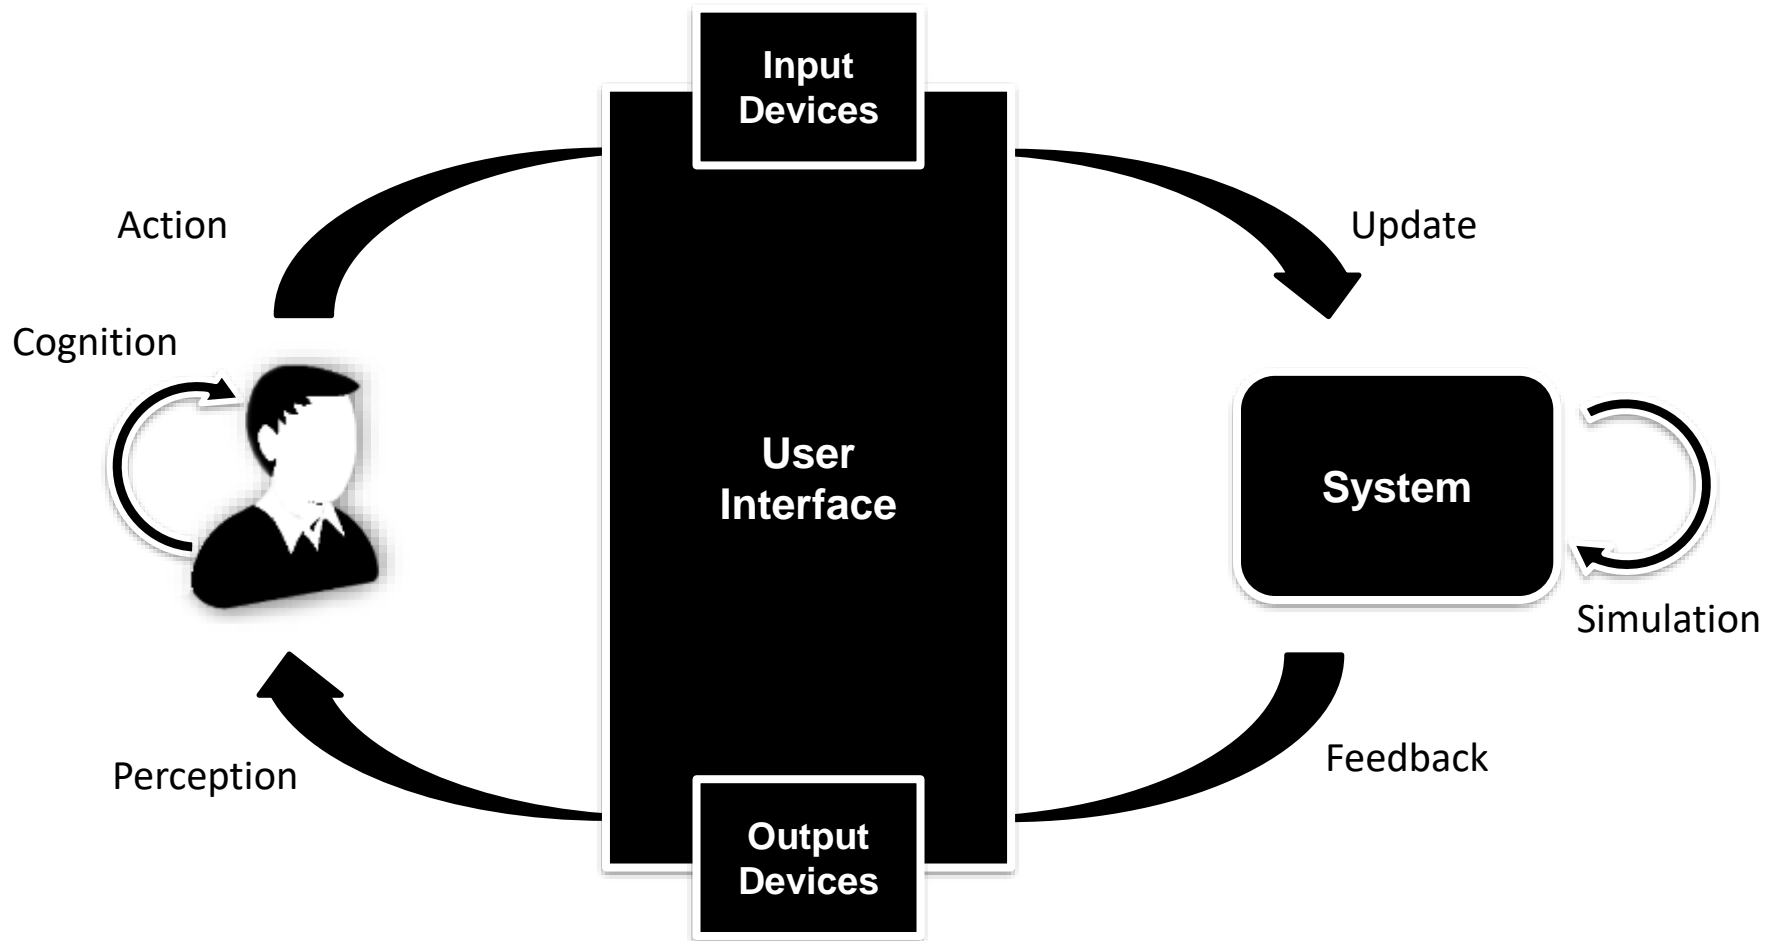 Input
Devices
Action
Update
Cognition
User
Interface
System
Simulation
Perception
Feedback
Output
Devices